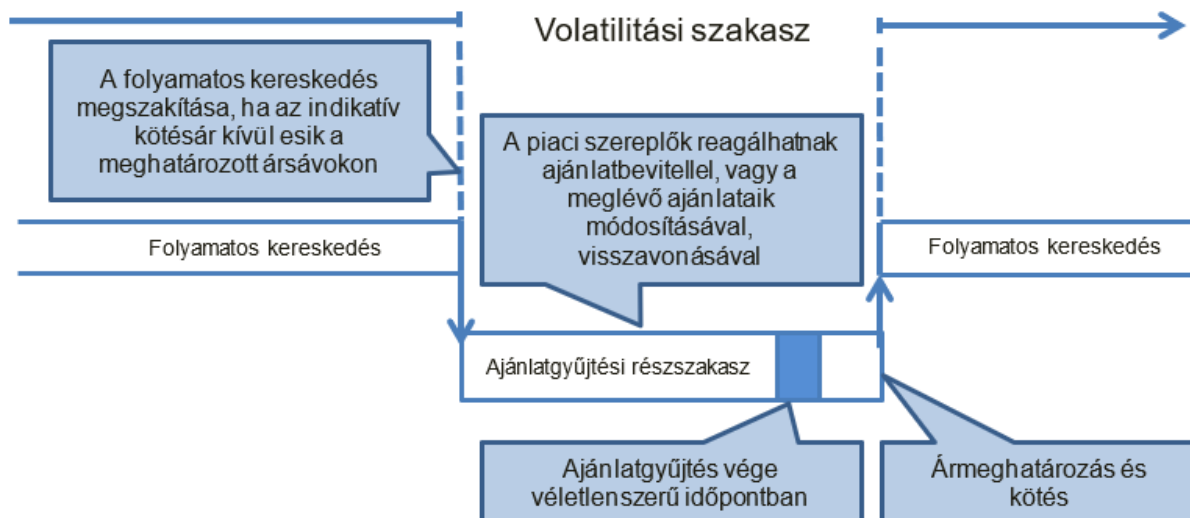 Volatilitási szakasz
A folyamatos kereskedés
megszakítása, ha az indikatív
kötésár kívül esik a
meghatározott ársávokon
A piaci szereplők reagálhatnak
ajánlatbevitellel, vagy a
meglévő ajánlataik
módosításával,
visszavonásával
Folyamatos kereskedés
Folyamatos kereskedés
Ajánlatgyűjtési részszakasz
Ajánlatgyűjtés vége
véletlenszerű időpontban
Ármeghatározás és
kötés